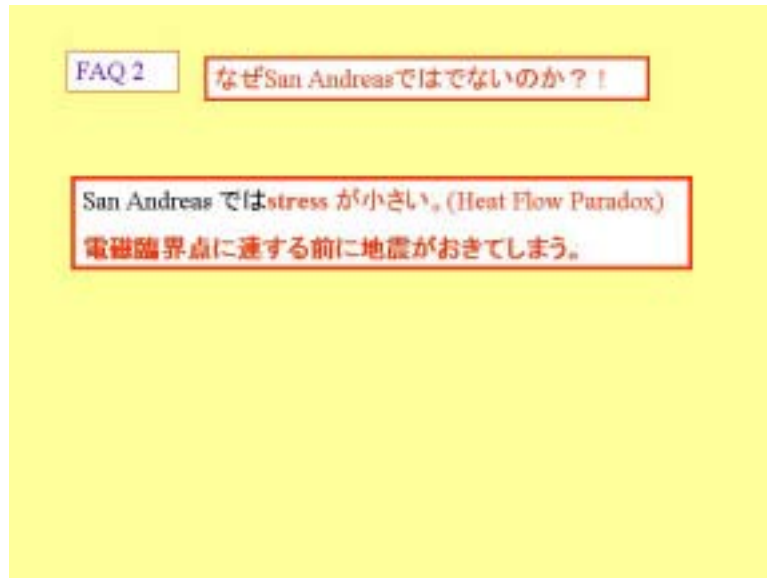 FAQ 2
なぜSan Andreasではでないのか？！
San Andreas ではstress が小さい。(Heat Flow Paradox)
電磁臨界点に達する前に地震がおきてしまう。